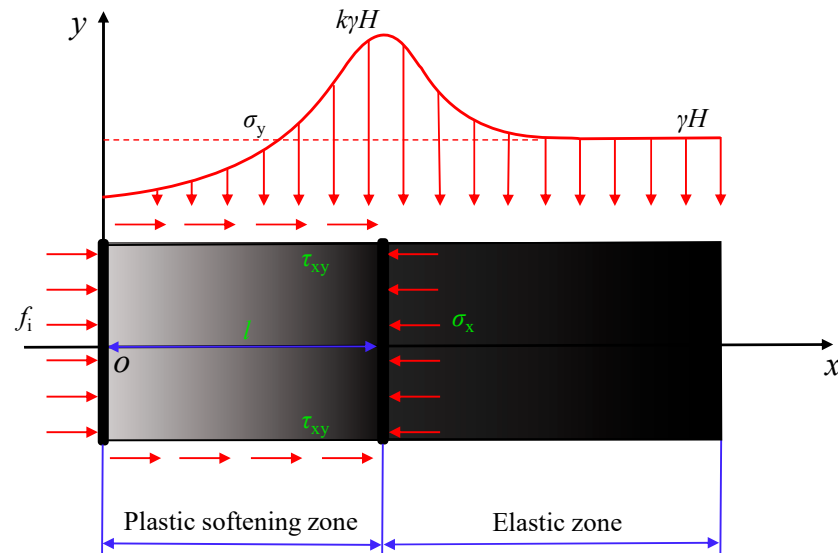 y
kγH
σy
γH
τxy
fi
l
σx
o
x
τxy
Plastic softening zone
Elastic zone